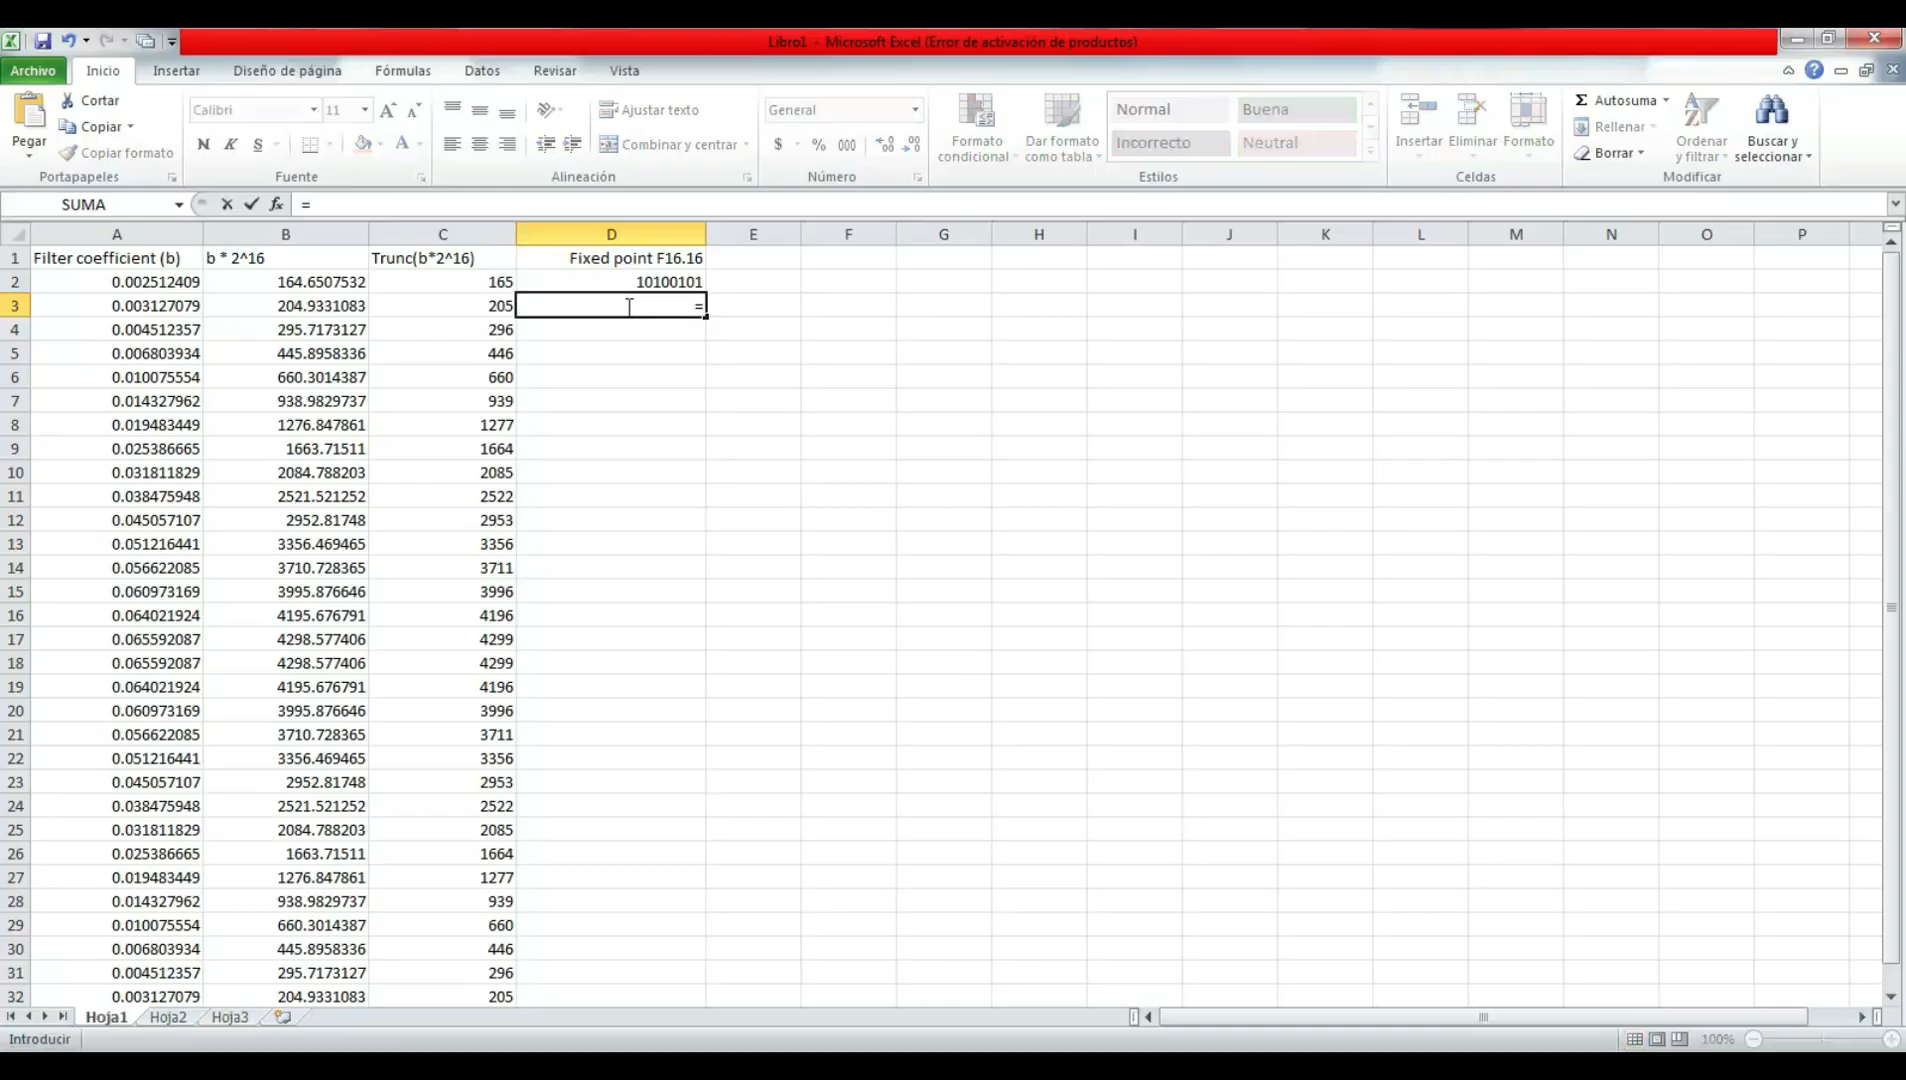 Libro1 - Microsoft Excel (Error de activación de productos)
Archivo Inicio Insertar Diseño de página Fórmulas Datos Revisar Vista
Pegar
Cortar
Copiar
Copiar formato
Portapapeles
Calibri 11
N K S A
Fuente
Ajustar texto
Combinar y centrar
Alineación
General
$ % 000
Número
Formato condicional
Dar formato como tabla
Normal Buena
Incorrecto Neutral
Estilos
Insertar Eliminar Formato
Celdas
Σ Autosuma
Rellenar
Borrar
Ordenar y filtrar
Buscar y seleccionar
Modificar
SUMA fx =
A B C D E F G H I J K L M N O P
1 Filter coefficient (b) b * 2^16 Trunc(b*2^16) Fixed point F16.16
2 0.002512409 164.6507532 165 10100101
3 0.003127079 204.9331083 205 =
4 0.004512357 295.7173127 296
5 0.006803934 445.8958336 446
6 0.010075554 660.3014387 660
7 0.014327962 938.9829737 939
8 0.019483449 1276.847861 1277
9 0.025386665 1663.71511 1664
10 0.031811829 2084.788203 2085
11 0.038475948 2521.521252 2522
12 0.045057107 2952.81748 2953
13 0.051216441 3356.469465 3356
14 0.056622085 3710.728365 3711
15 0.060973169 3995.876646 3996
16 0.064021924 4195.676791 4196
17 0.065592087 4298.577406 4299
18 0.065592087 4298.577406 4299
19 0.064021924 4195.676791 4196
20 0.060973169 3995.876646 3996
21 0.056622085 3710.728365 3711
22 0.051216441 3356.469465 3356
23 0.045057107 2952.81748 2953
24 0.038475948 2521.521252 2522
25 0.031811829 2084.788203 2085
26 0.025386665 1663.71511 1664
27 0.019483449 1276.847861 1277
28 0.014327962 938.9829737 939
29 0.010075554 660.3014387 660
30 0.006803934 445.8958336 446
31 0.004512357 295.7173127 296
32 0.003127079 204.9331083 205
Hoja1 Hoja2 Hoja3
Introducir 100%